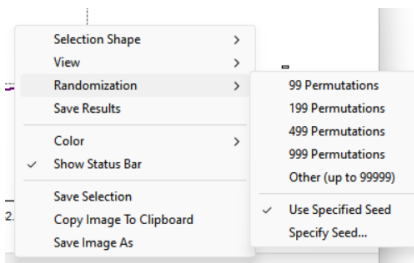 Selection Shape
View
Randomization
Save Results
Color
Show Status Bar
Save Selection
Copy Image To Clipboard
Save Image As
99 Permutations
199 Permutations
499 Permutations
999 Permutations
Other (up to 99999)
Use Specified Seed
Specify Seed...
2.